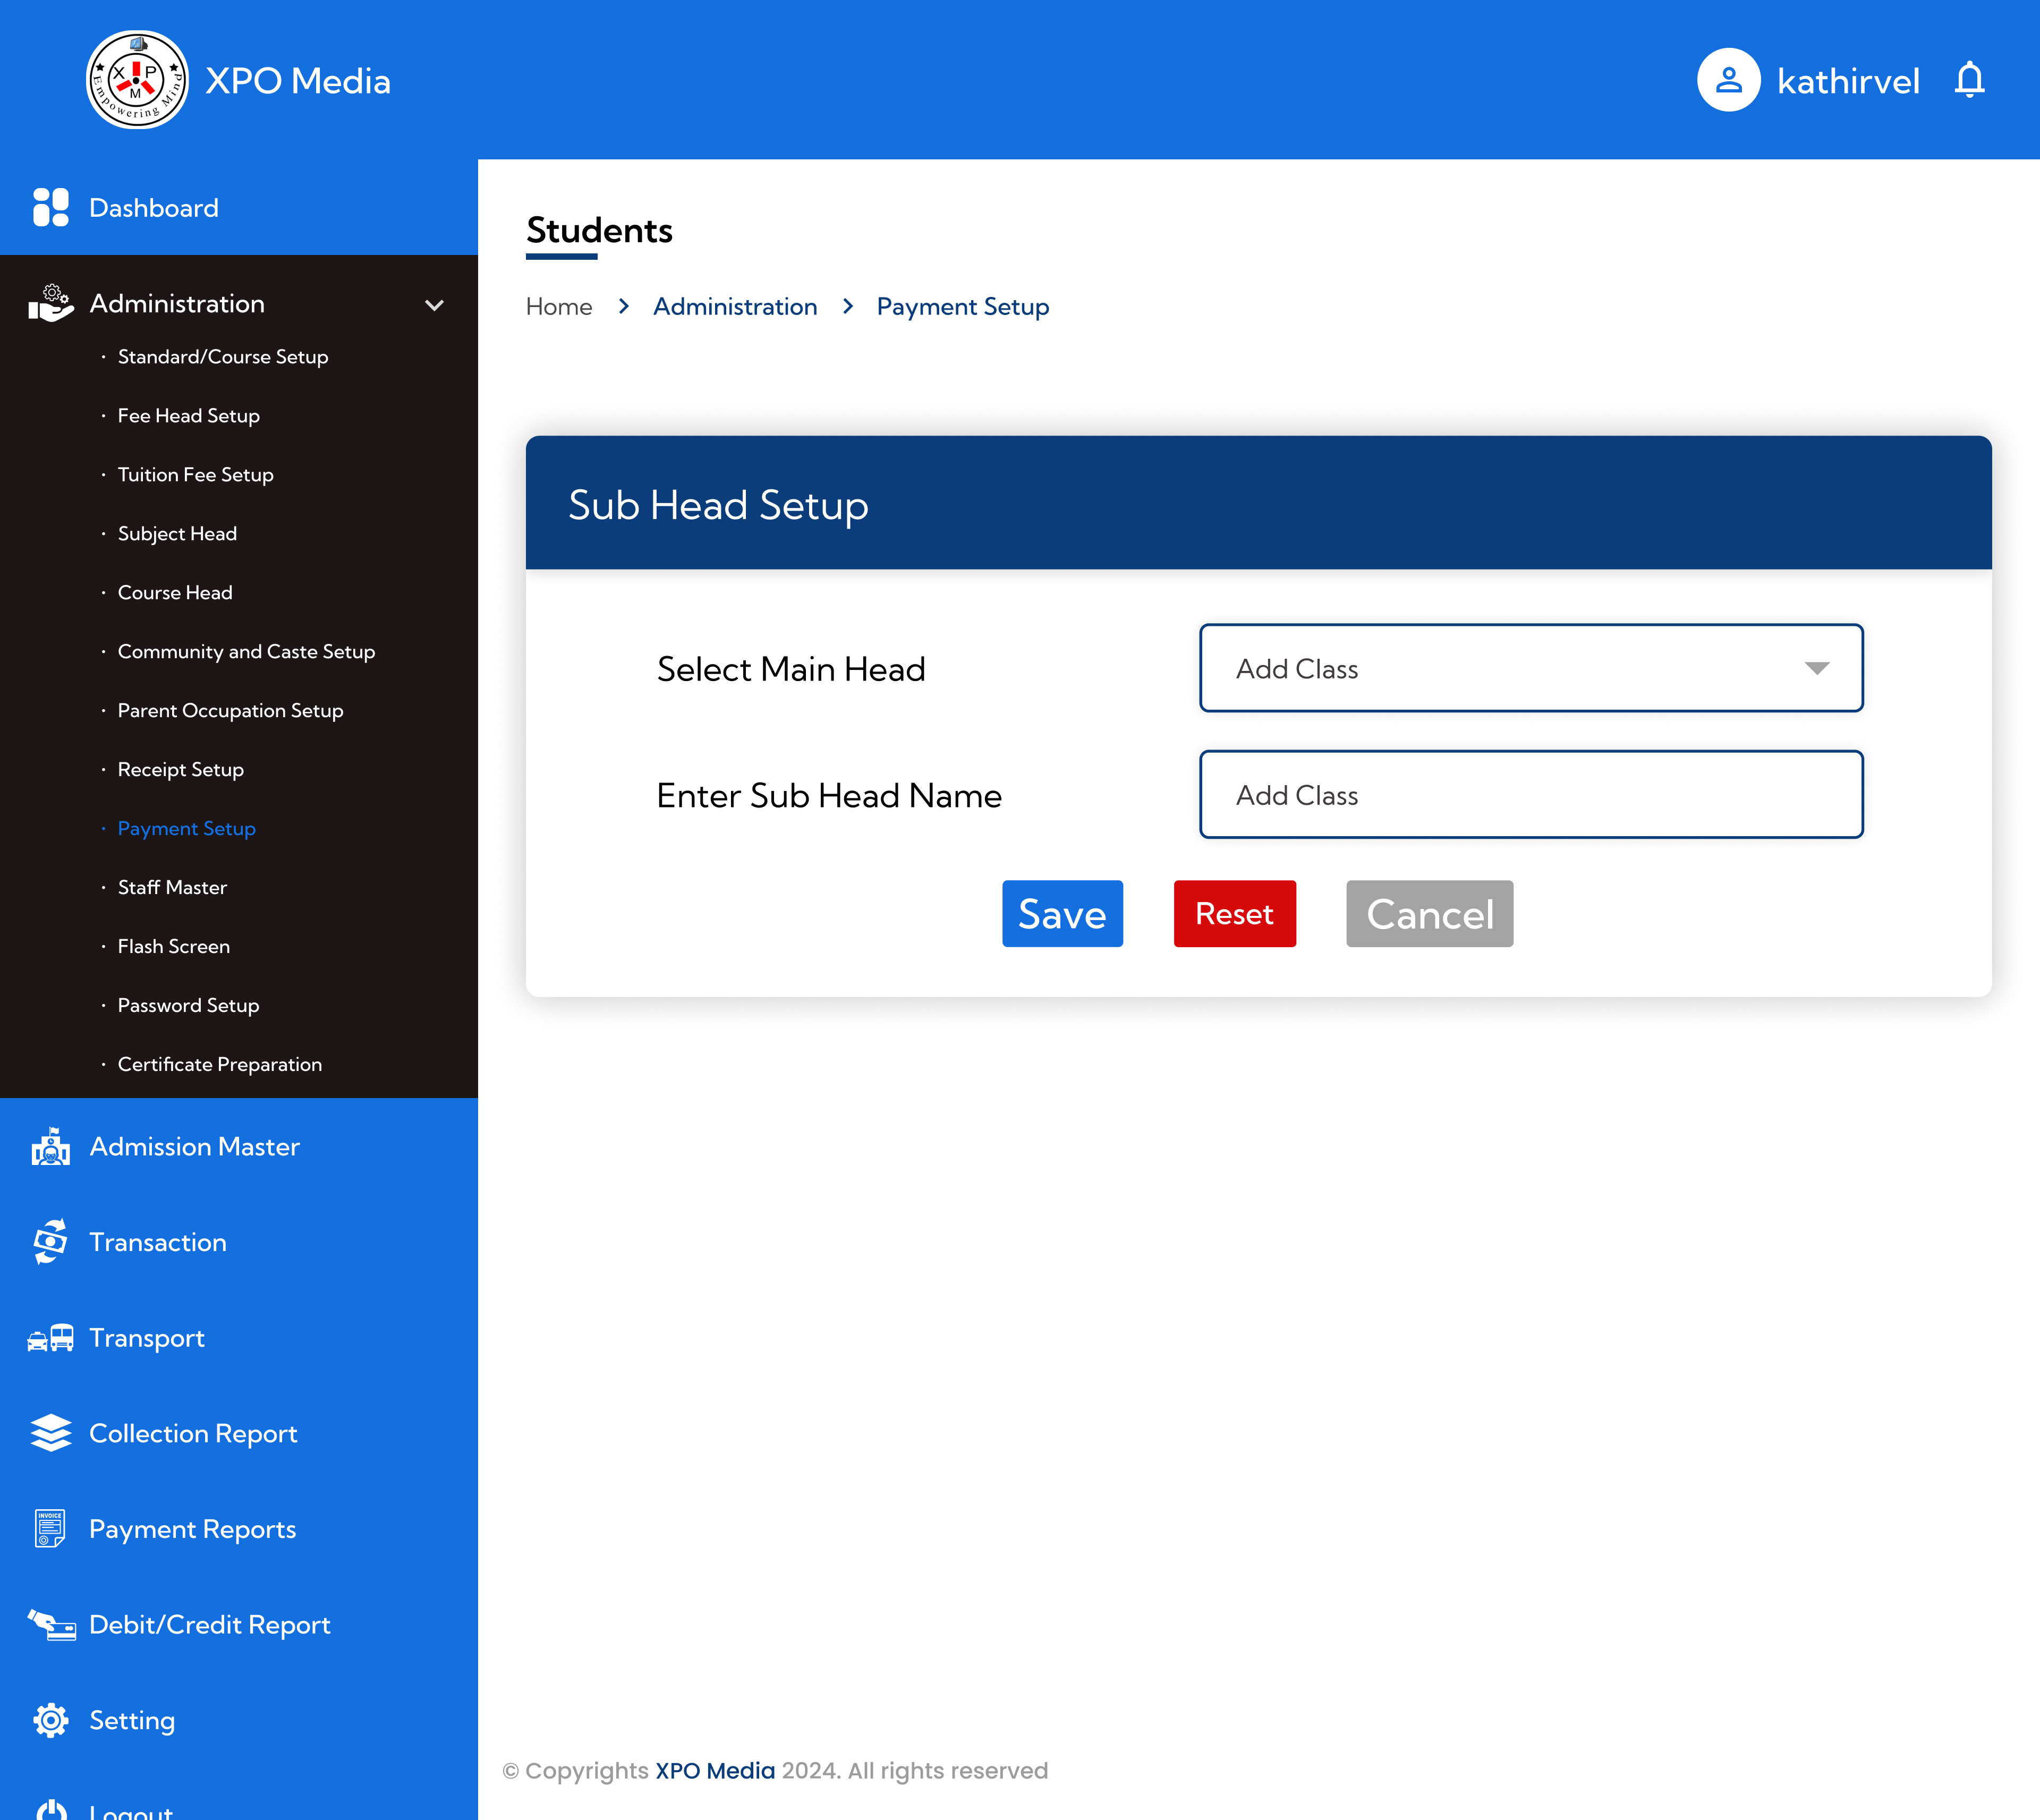 X P M Empowering Mind
XPO Media
kathirvel
Dashboard
Administration
· Standard/Course Setup
· Fee Head Setup
· Tuition Fee Setup
· Subject Head
· Course Head
· Community and Caste Setup
· Parent Occupation Setup
· Receipt Setup
· Payment Setup
· Staff Master
· Flash Screen
· Password Setup
· Certificate Preparation
Admission Master
Transaction
Transport
Collection Report
INVOICE
Payment Reports
Debit/Credit Report
Setting
Logout
Students
Home > Administration > Payment Setup
Sub Head Setup
Select Main Head
Add Class
Enter Sub Head Name
Add Class
Save Reset Cancel
© Copyrights XPO Media 2024. All rights reserved